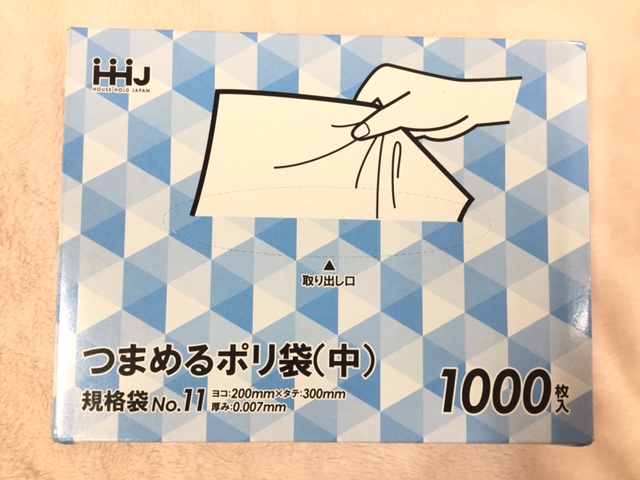 HHJ
HOUSE HOLD JAPAN
▲
取り出し口
つまめるポリ袋(中)
規格袋 No.11 ヨコ:200mm×タテ:300mm
厚み:0.007mm
1000枚入